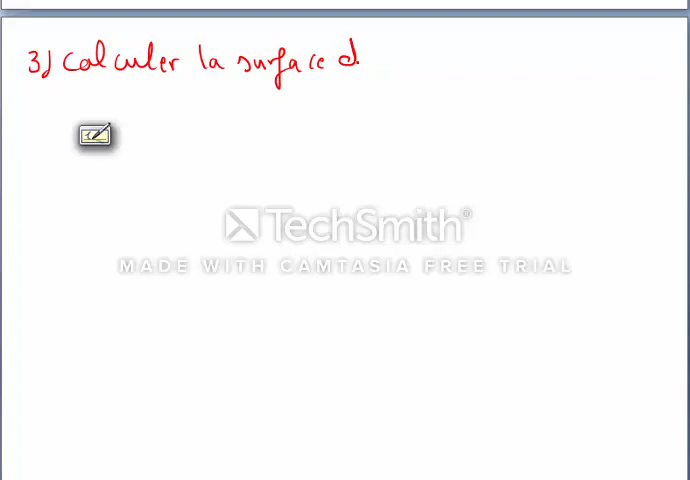 3) Calculer la surface d
TechSmith®
MADE WITH CAMTASIA FREE TRIAL